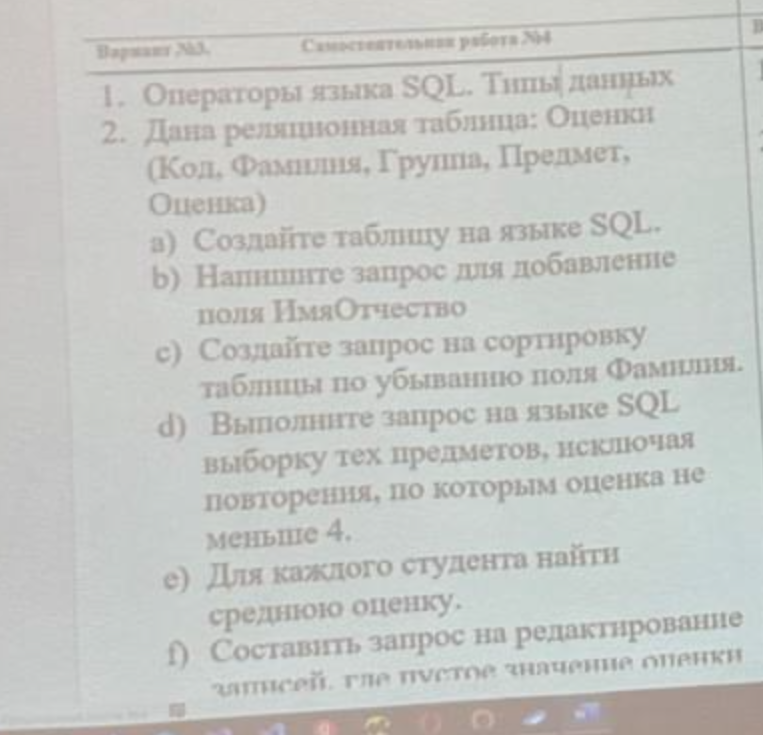 Вариант №3. Самостоятельная работа №4
1. Операторы языка SQL. Типы данных
2. Дана реляционная таблица: Оценки
(Код, Фамилия, Группа, Предмет,
Оценка)
a) Создайте таблицу на языке SQL.
b) Напишите запрос для добавление
поля ИмяОтчество
c) Создайте запрос на сортировку
таблицы по убыванию поля Фамилия.
d) Выполните запрос на языке SQL
выборку тех предметов, исключая
повторения, по которым оценка не
меньше 4.
e) Для каждого студента найти
среднюю оценку.
f) Составить запрос на редактирование
записей, где пустое значение оценки